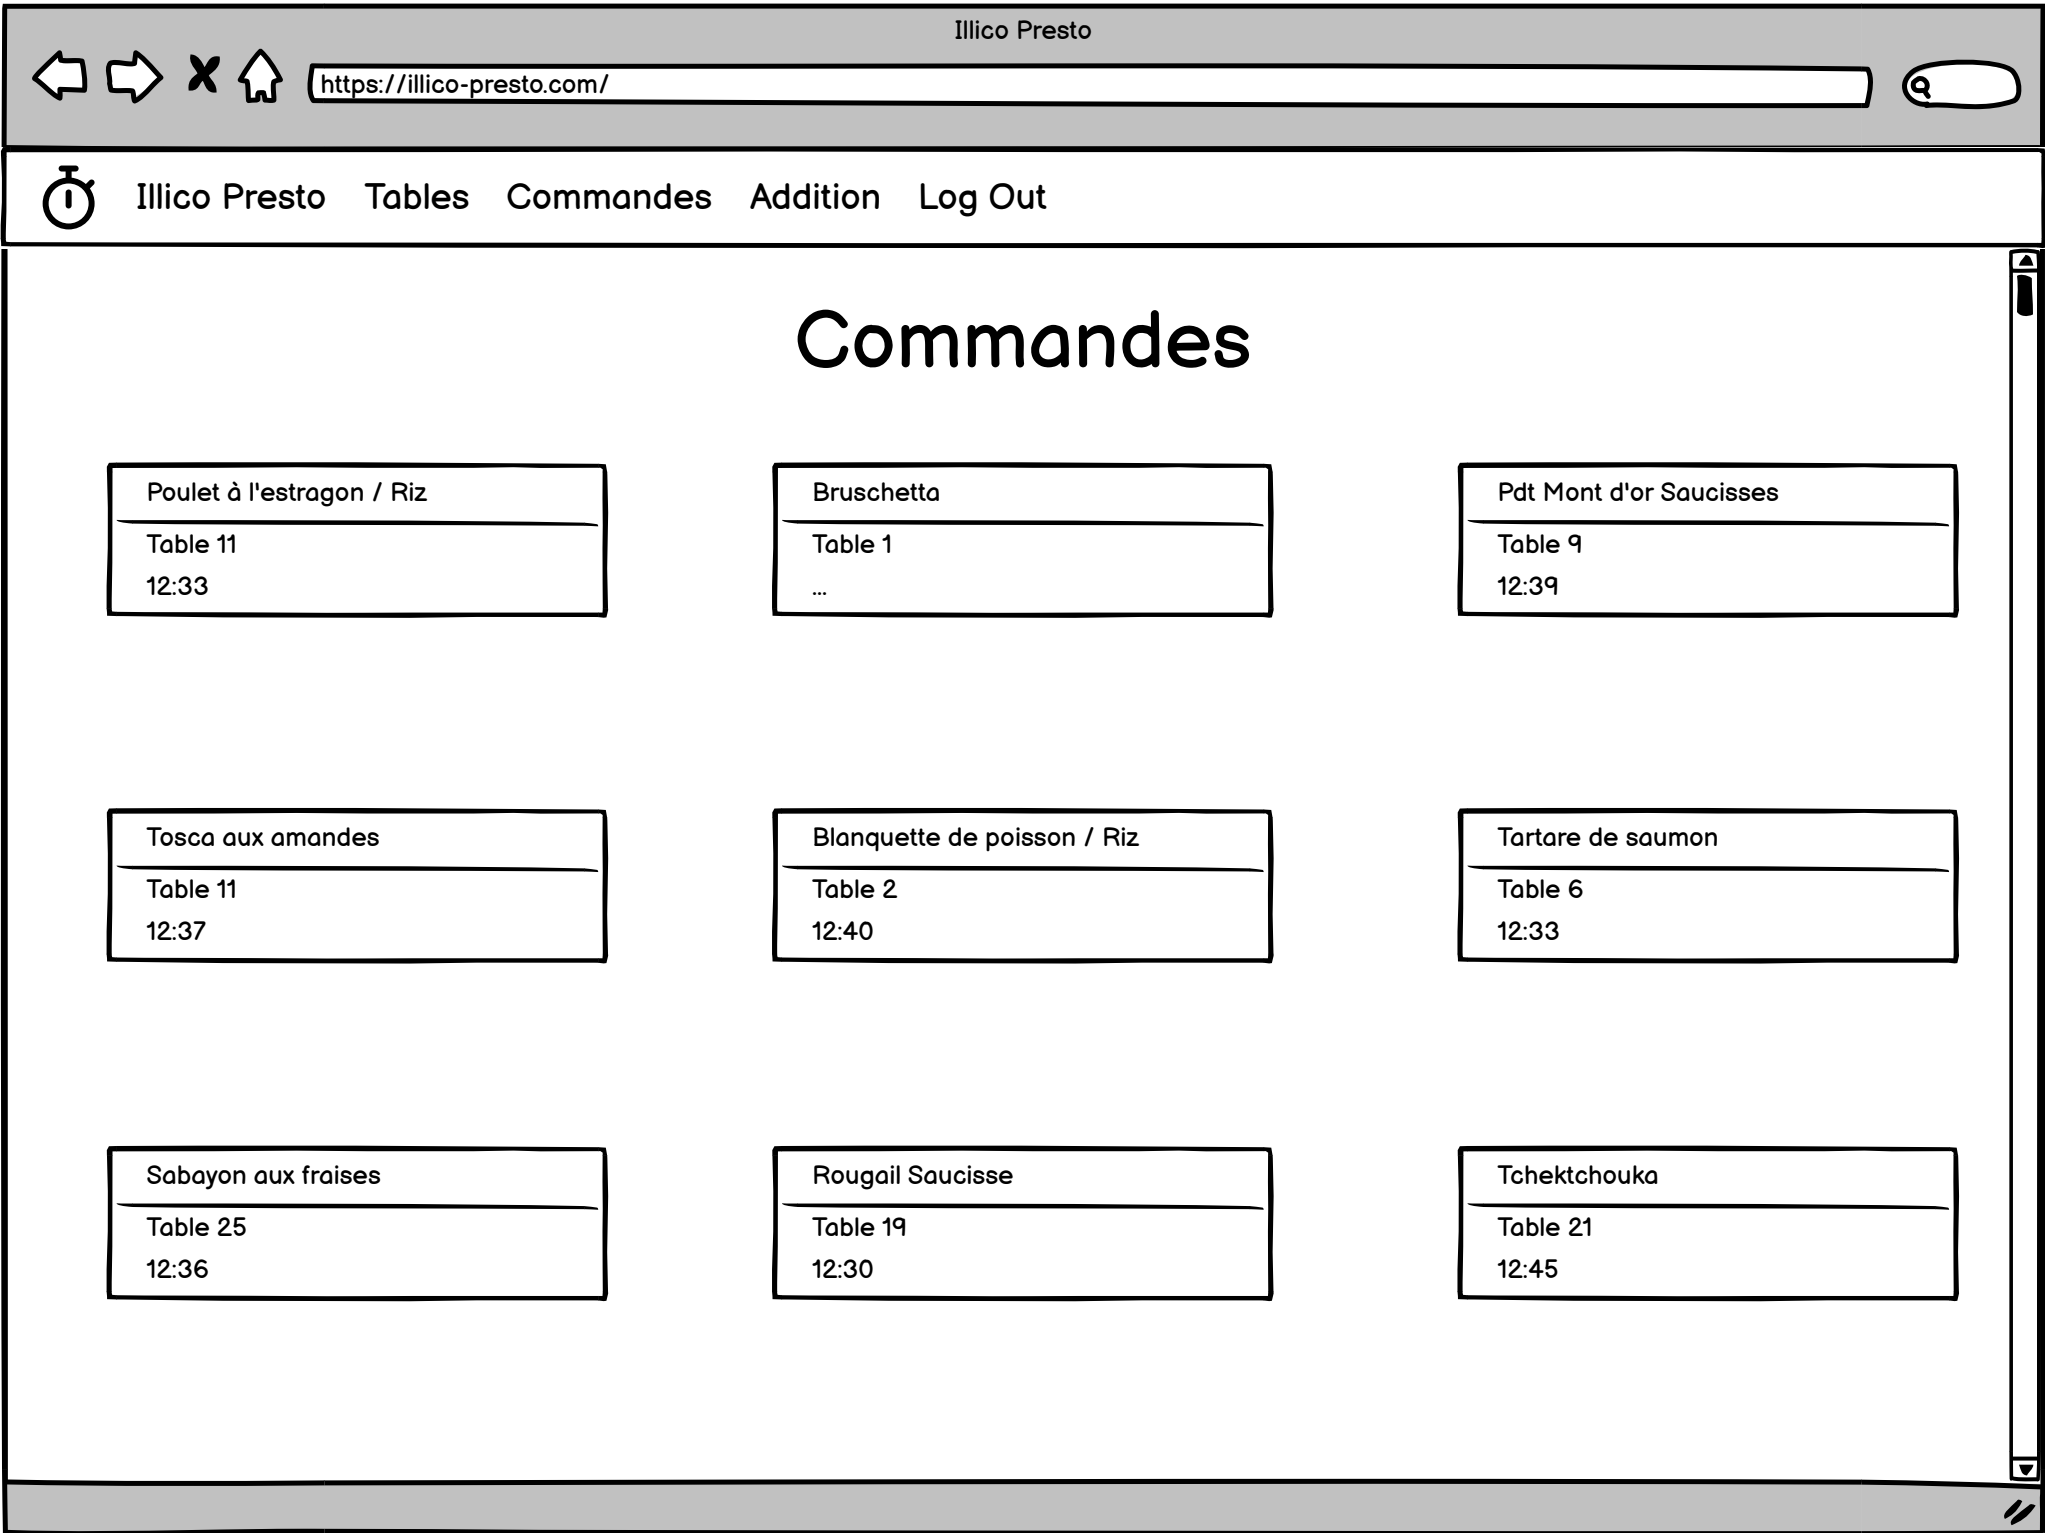 Illico Presto
https://illico-presto.com/
Illico Presto Tables Commandes Addition Log Out
Commandes
Poulet à l'estragon / Riz
Table 11
12:33
Bruschetta
Table 1
...
Pdt Mont d'or Saucisses
Table 9
12:39
Tosca aux amandes
Table 11
12:37
Blanquette de poisson / Riz
Table 2
12:40
Tartare de saumon
Table 6
12:33
Sabayon aux fraises
Table 25
12:36
Rougail Saucisse
Table 19
12:30
Tchektchouka
Table 21
12:45